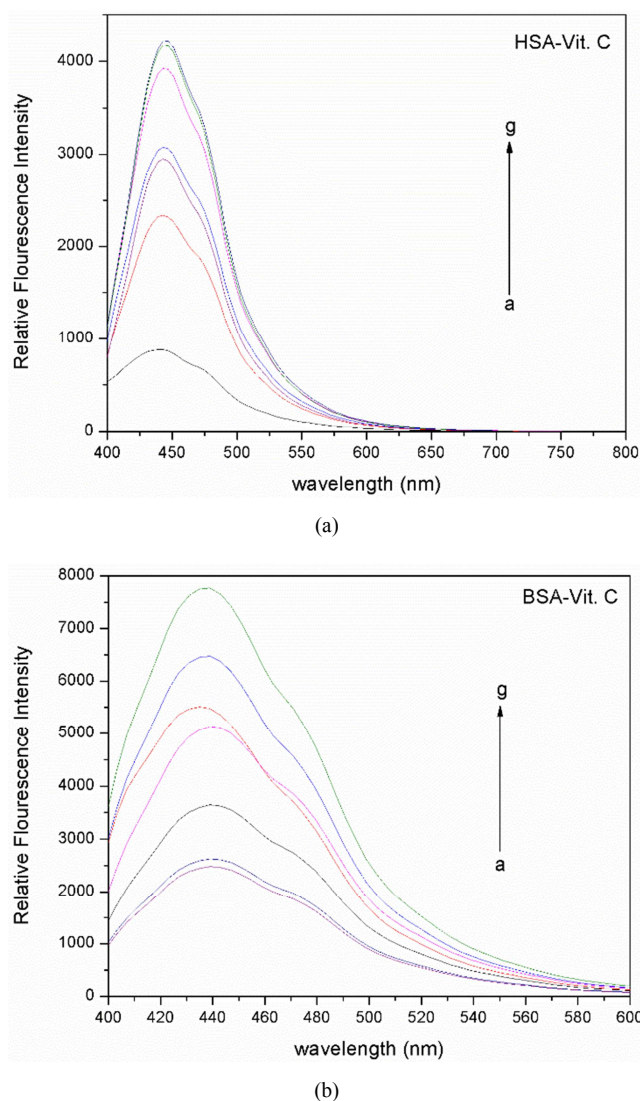 HSA-Vit. C
4000
3000
2000
1000
0
Relative Flourescence Intensity
g
a
400 450 500 550 600 650 700 750 800
wavelength (nm)
(a)
BSA-Vit. C
8000
7000
6000
5000
4000
3000
2000
1000
0
Relative Flourescence Intensity
g
a
400 420 440 460 480 500 520 540 560 580 600
wavelength (nm)
(b)